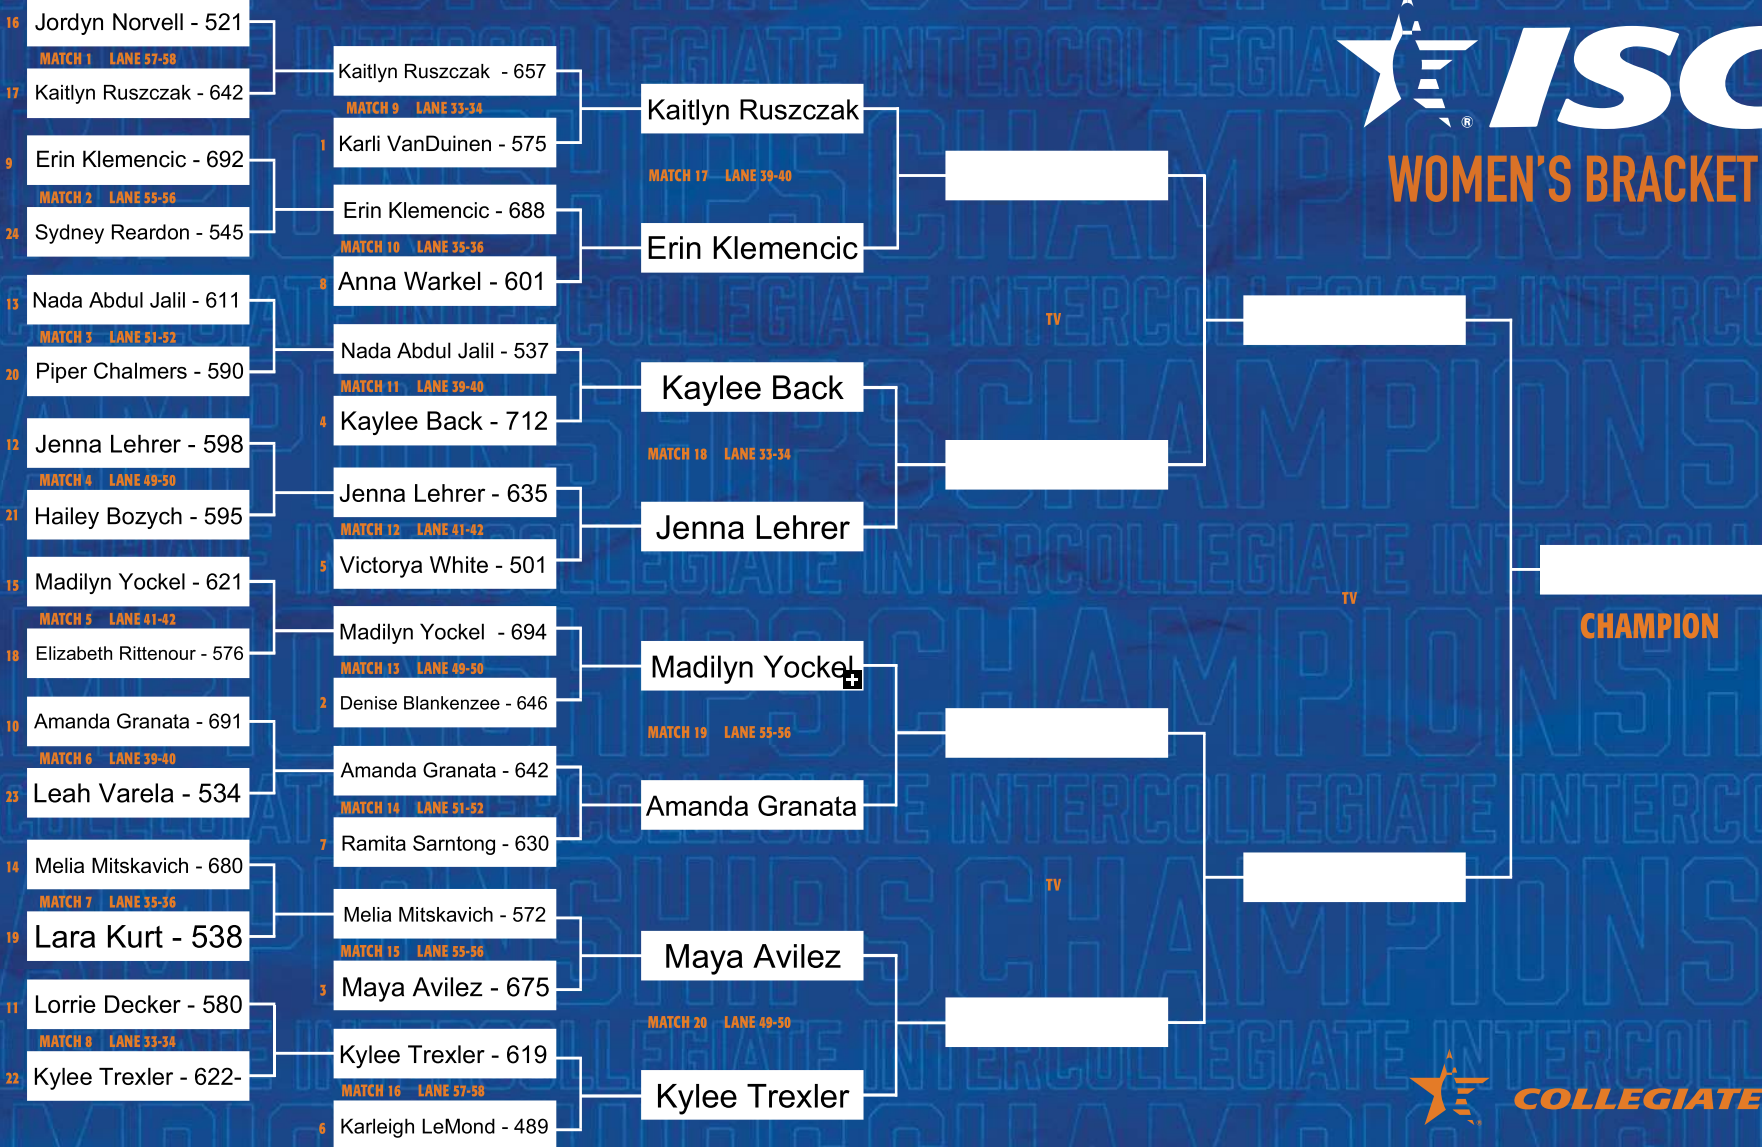 16 Jordyn Norvell - 521
MATCH 1 LANE 57-58
17 Kaitlyn Ruszczak - 642
9 Erin Klemencic - 692
MATCH 2 LANE 55-56
24 Sydney Reardon - 545
13 Nada Abdul Jalil - 611
MATCH 3 LANE 51-52
20 Piper Chalmers - 590
12 Jenna Lehrer - 598
MATCH 4 LANE 49-50
21 Hailey Bozych - 595
15 Madilyn Yockel - 621
MATCH 5 LANE 41-42
18 Elizabeth Rittenour - 576
10 Amanda Granata - 691
MATCH 6 LANE 39-40
23 Leah Varela - 534
14 Melia Mitskavich - 680
MATCH 7 LANE 35-36
19 Lara Kurt - 538
11 Lorrie Decker - 580
MATCH 8 LANE 33-34
22 Kylee Trexler - 622-
Kaitlyn Ruszczak - 657
MATCH 9 LANE 33-34
1 Karli VanDuinen - 575
Erin Klemencic - 688
MATCH 10 LANE 35-36
8 Anna Warkel - 601
Nada Abdul Jalil - 537
MATCH 11 LANE 39-40
4 Kaylee Back - 712
Jenna Lehrer - 635
MATCH 12 LANE 41-42
5 Victorya White - 501
Madilyn Yockel - 694
MATCH 13 LANE 49-50
2 Denise Blankenzee - 646
Amanda Granata - 642
MATCH 14 LANE 51-52
7 Ramita Sarntong - 630
Melia Mitskavich - 572
MATCH 15 LANE 55-56
3 Maya Avilez - 675
Kylee Trexler - 619
MATCH 16 LANE 57-58
6 Karleigh LeMond - 489
Kaitlyn Ruszczak
MATCH 17 LANE 39-40
Erin Klemencic
Kaylee Back
MATCH 18 LANE 33-34
Jenna Lehrer
Madilyn Yockel
MATCH 19 LANE 55-56
Amanda Granata
Maya Avilez
MATCH 20 LANE 49-50
Kylee Trexler
TV
TV
TV
ISC
WOMEN'S BRACKET
CHAMPION
COLLEGIATE
INTERCOLLEGIATE
CHAMPIONSHIPS